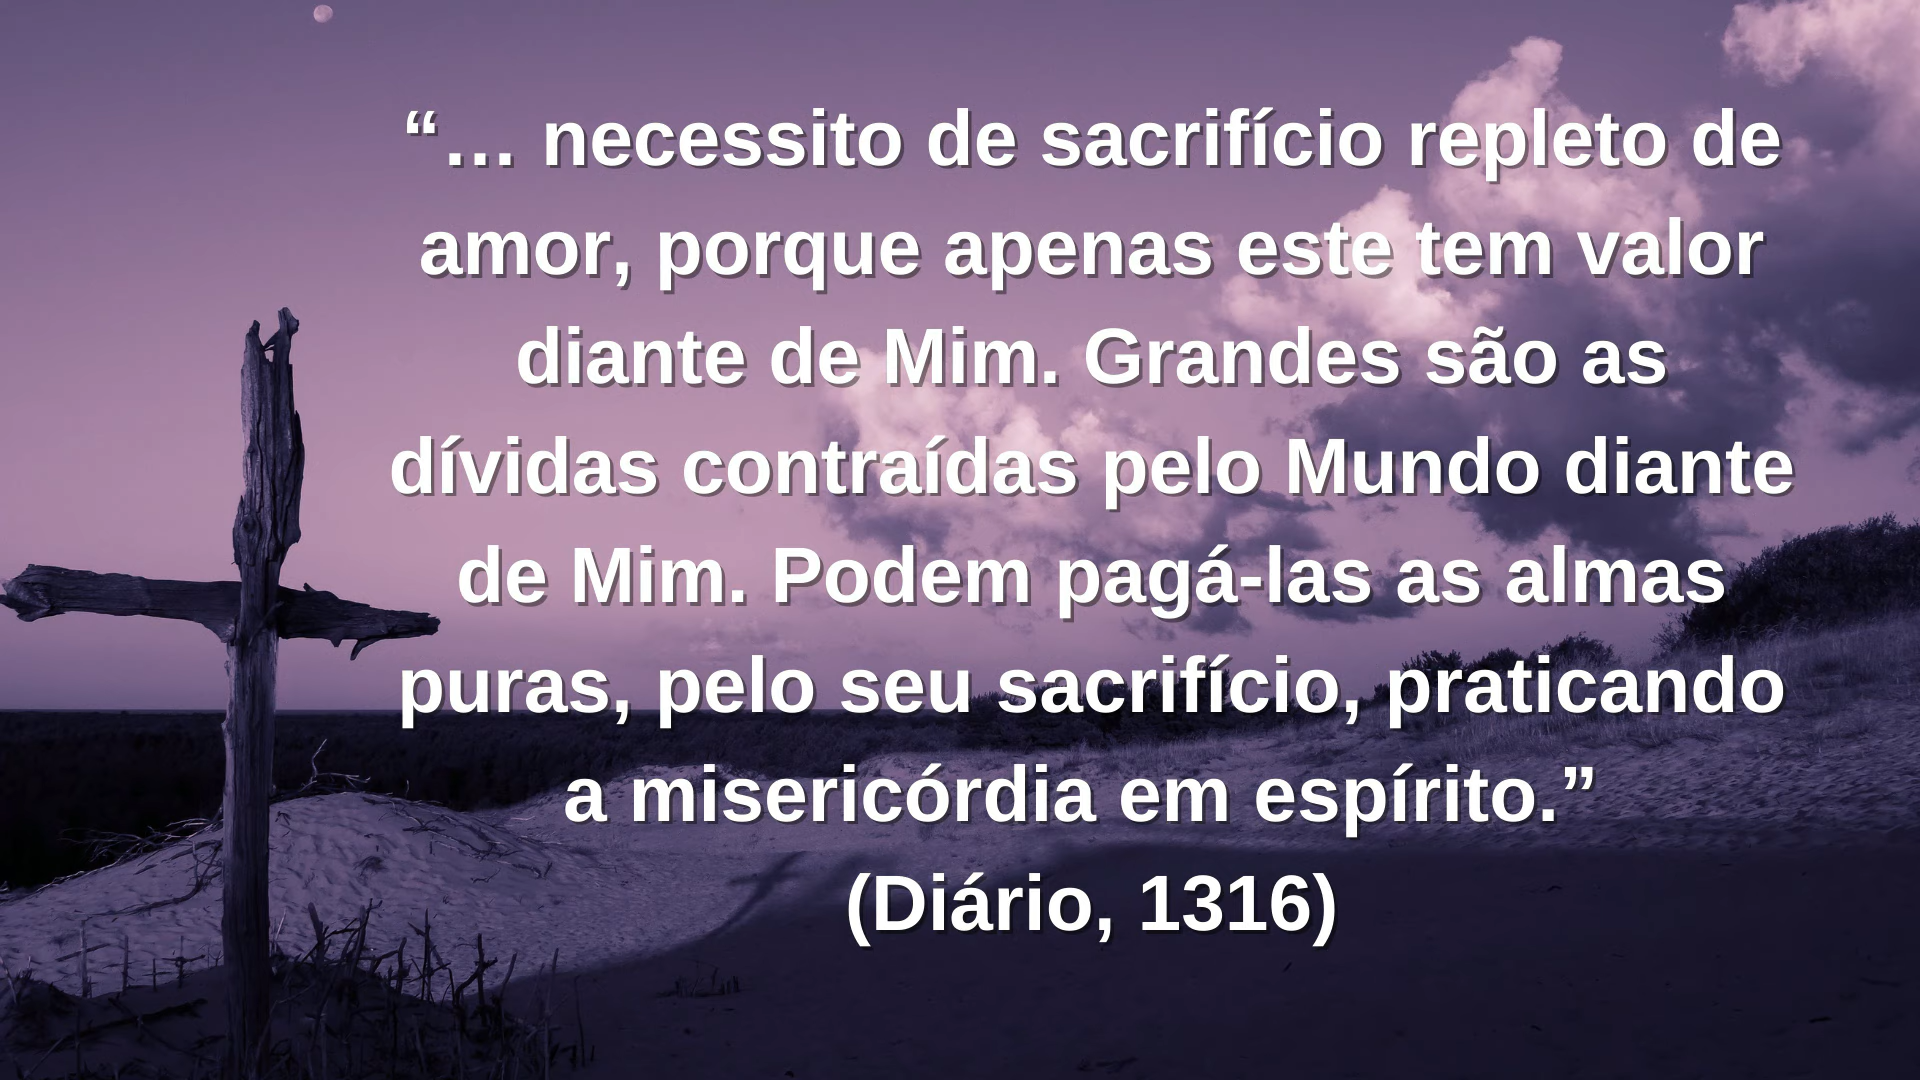 “… necessito de sacrifício repleto de
amor, porque apenas este tem valor
diante de Mim. Grandes são as
dívidas contraídas pelo Mundo diante
de Mim. Podem pagá-las as almas
puras, pelo seu sacrifício, praticando
a misericórdia em espírito.”
(Diário, 1316)